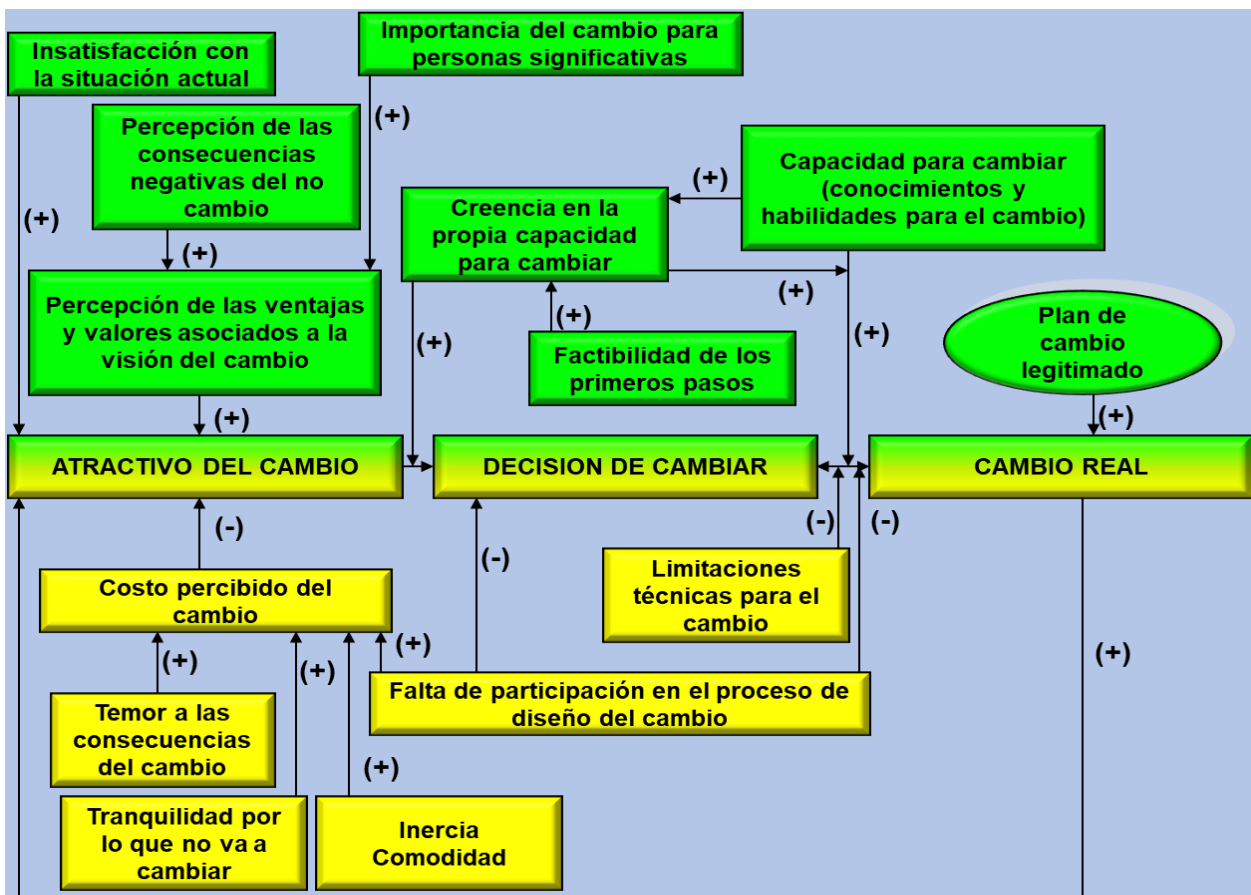 Insatisfacción con
la situación actual
Importancia del cambio para
personas significativas
(+)
Percepción de las
consecuencias
negativas del no
cambio
Capacidad para cambiar
(conocimientos y
habilidades para el cambio)
(+)
Creencia en la
propia capacidad
para cambiar
(+)
(+)
(+)
Percepción de las ventajas
y valores asociados a la
visión del cambio
(+)
(+)
Factibilidad de los
primeros pasos
(+)
(+)
Plan de
cambio
legitimado
(+)
(+)
ATRACTIVO DEL CAMBIO
DECISION DE CAMBIAR
CAMBIO REAL
(-)
(-)
(-)
(-)
Costo percibido del
cambio
Limitaciones
técnicas para el
cambio
(+)
(+)
(+)
(+)
Falta de participación en el proceso de
diseño del cambio
Temor a las
consecuencias
del cambio
(+)
Tranquilidad por
lo que no va a
cambiar
Inercia
Comodidad